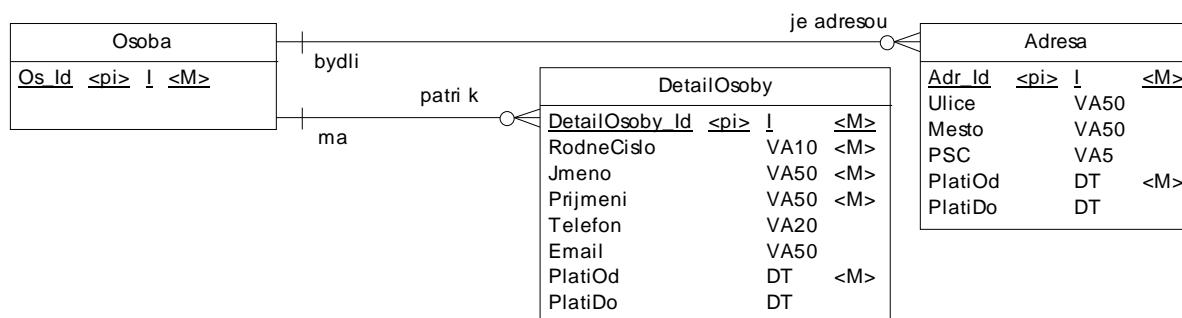 Osoba
Os_Id <pi> I <M>
bydli
je adresou
ma
patri k
DetailOsoby
DetailOsoby_Id <pi> I <M>
RodneCislo VA10 <M>
Jmeno VA50 <M>
Prijmeni VA50 <M>
Telefon VA20
Email VA50
PlatiOd DT <M>
PlatiDo DT
Adresa
Adr_Id <pi> I <M>
Ulice VA50
Mesto VA50
PSC VA5
PlatiOd DT <M>
PlatiDo DT